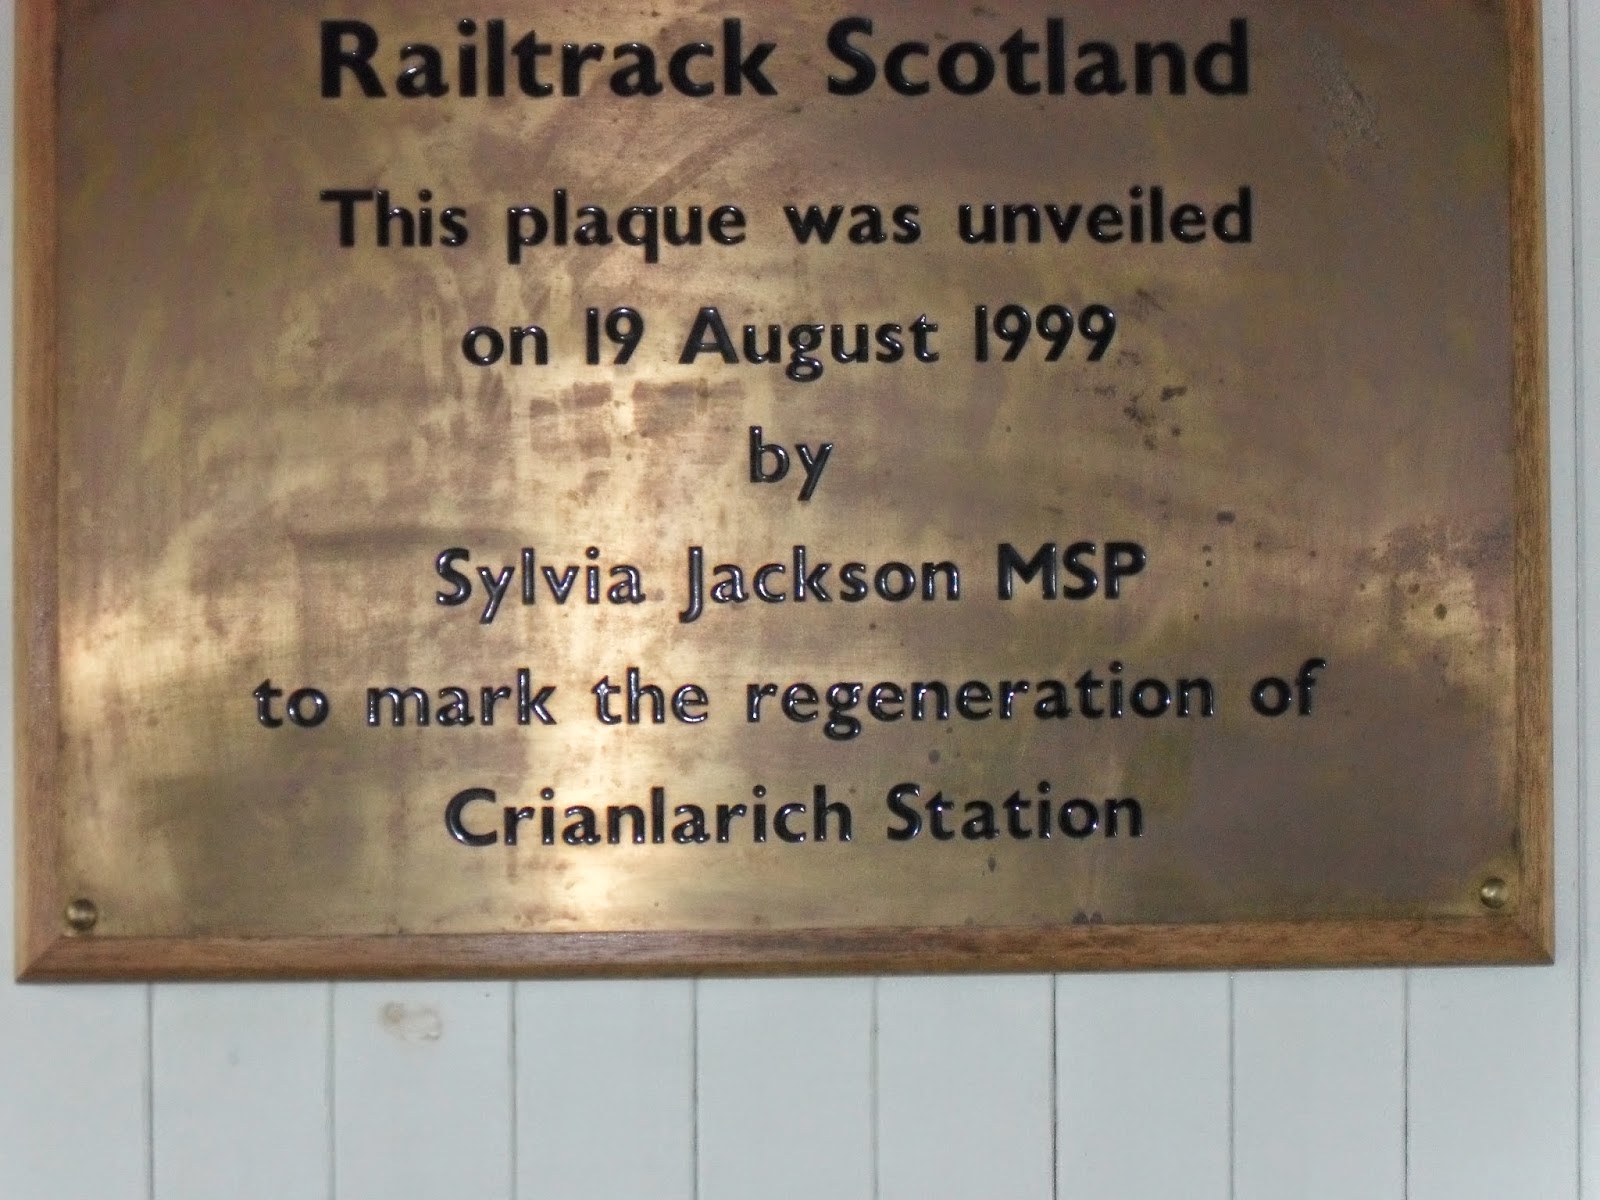 Railtrack Scotland
This plaque was unveiled
on 19 August 1999
by
Sylvia Jackson MSP
to mark the regeneration of
Crianlarich Station